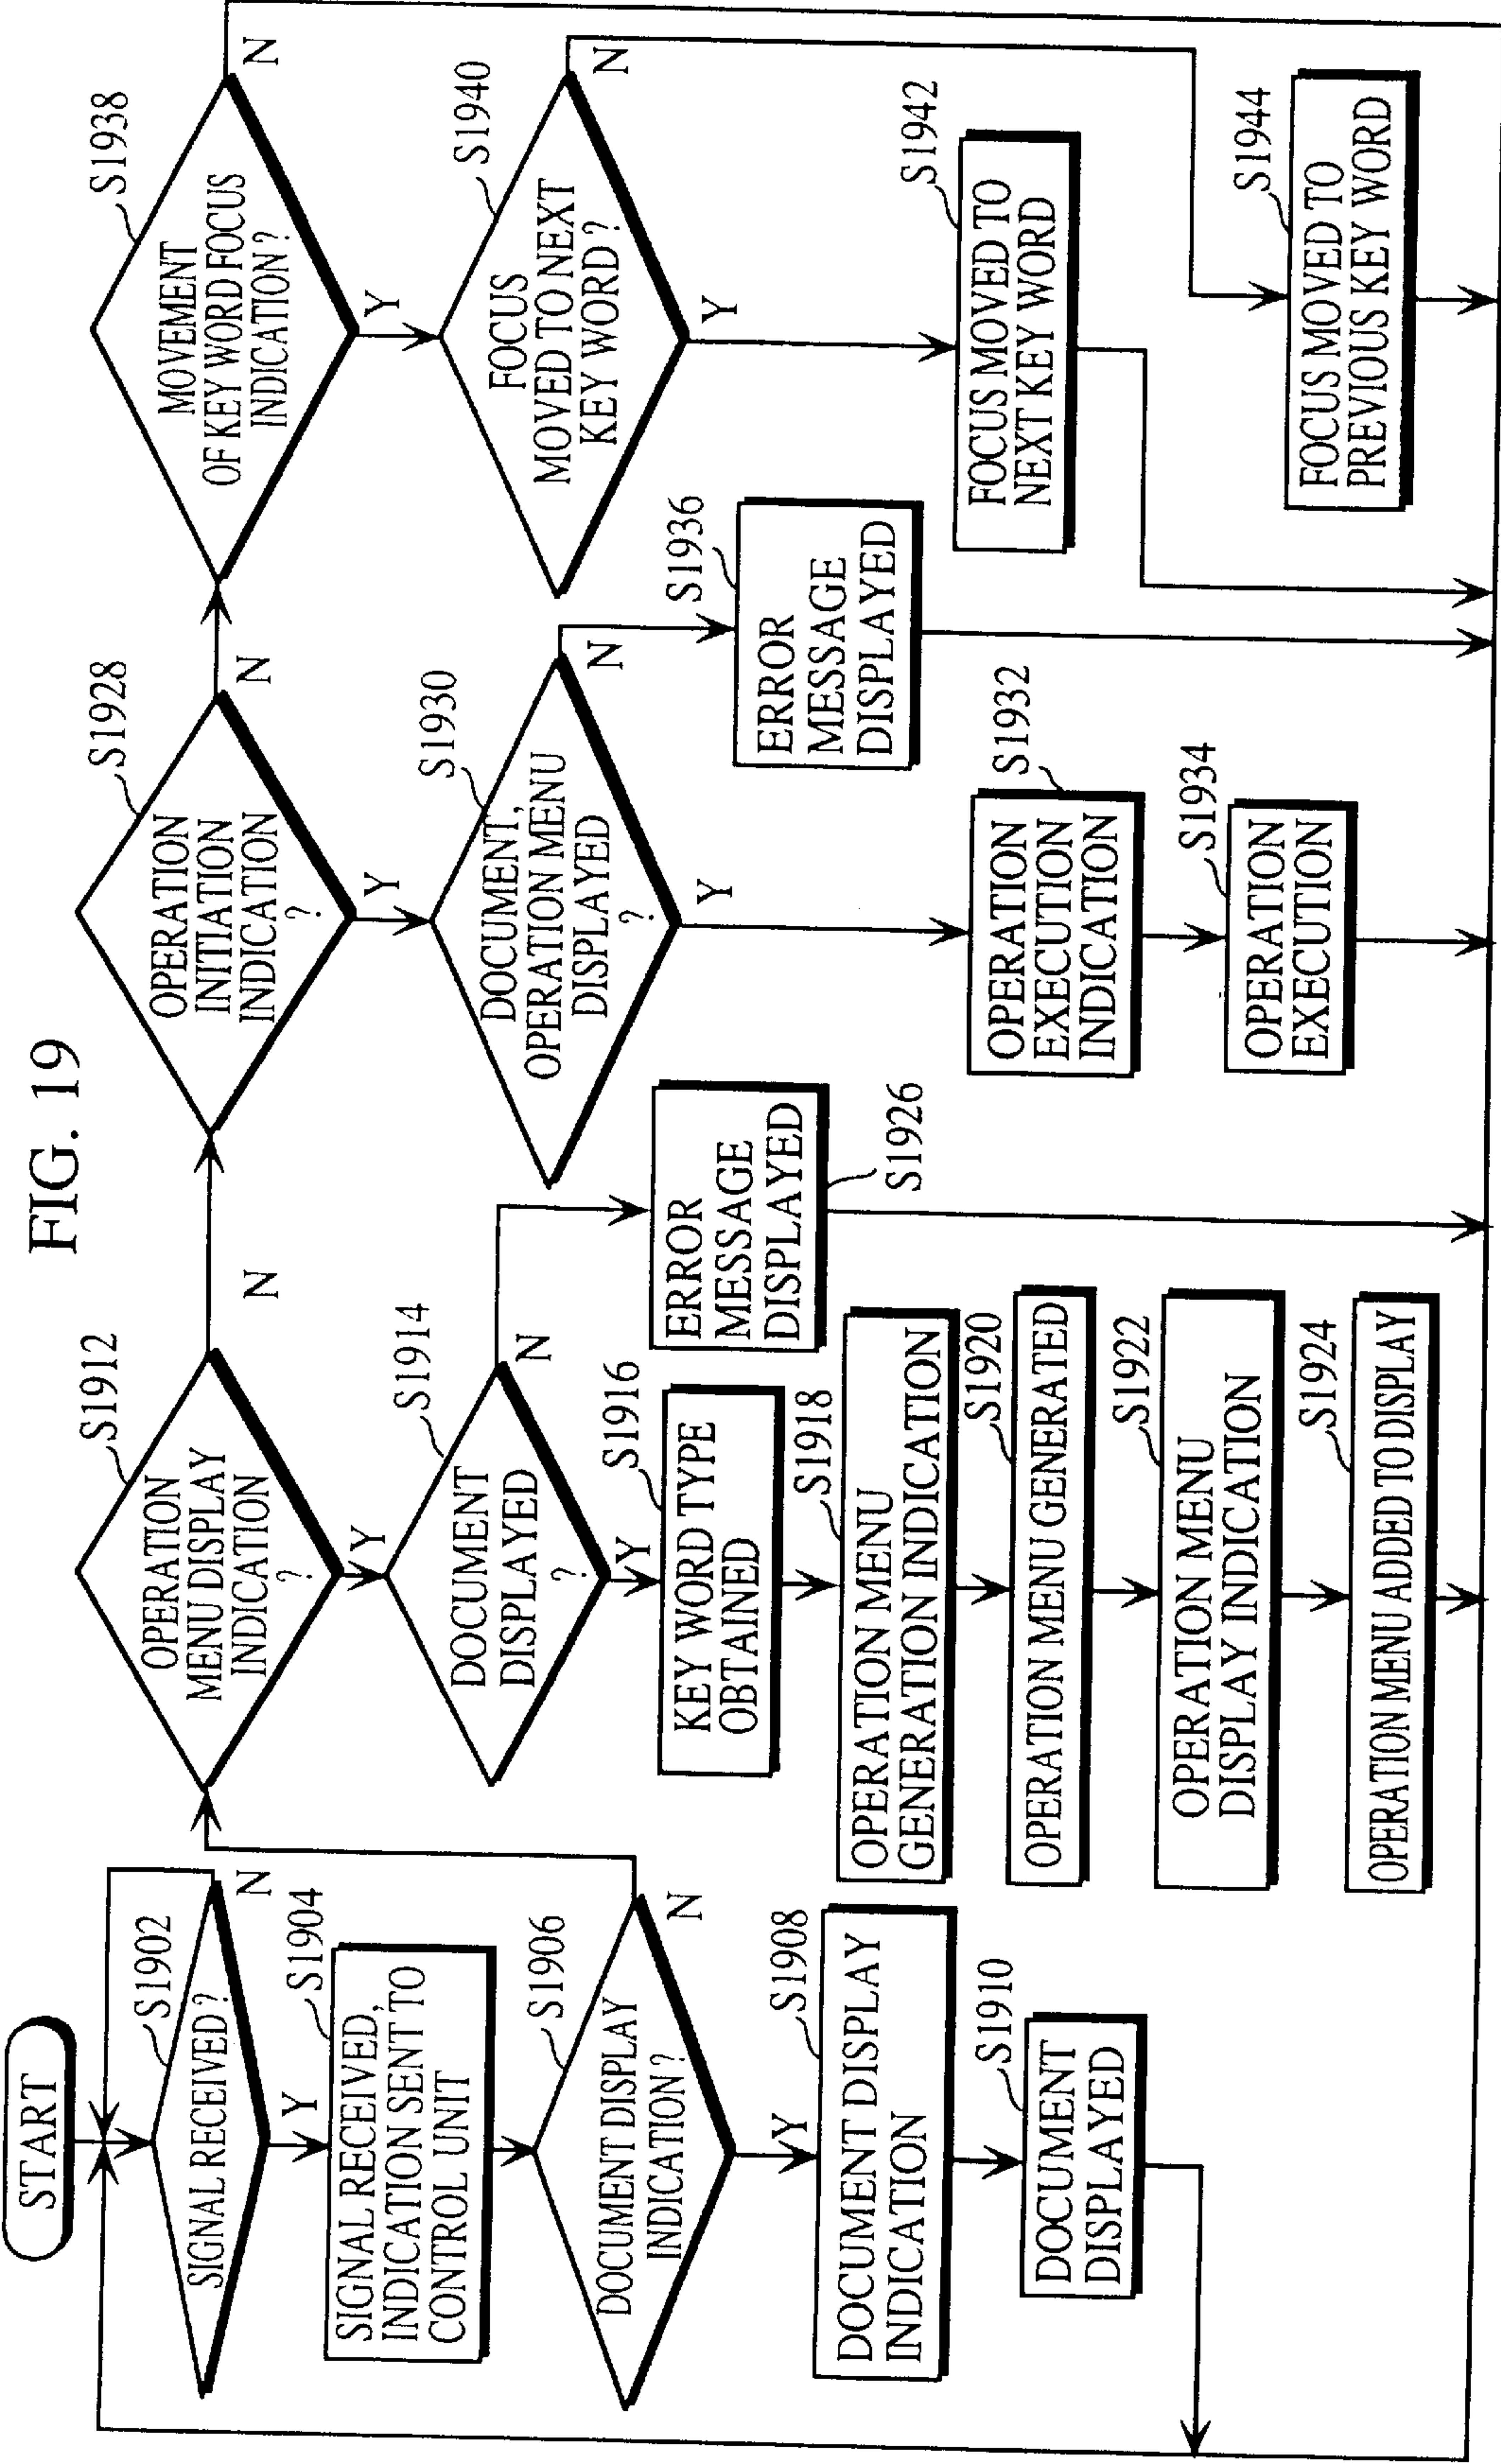 FIG. 19
START
S1902
SIGNAL RECEIVED?
N
Y
S1904
SIGNAL RECEIVED,
INDICATION SENT TO
CONTROL UNIT
S1906
DOCUMENT DISPLAY
INDICATION?
N
Y
S1908
DOCUMENT DISPLAY
INDICATION
S1910
DOCUMENT
DISPLAYED
S1912
OPERATION
MENU DISPLAY
INDICATION
?
N
Y
S1914
DOCUMENT
DISPLAYED
?
N
Y
S1916
KEY WORD TYPE
OBTAINED
S1918
OPERATION MENU
GENERATION INDICATION
S1920
OPERATION MENU GENERATED
S1922
OPERATION MENU
DISPLAY INDICATION
S1924
OPERATION MENU ADDED TO DISPLAY
ERROR
MESSAGE
DISPLAYED
S1926
S1928
OPERATION
INITIATION
INDICATION
?
N
Y
S1930
DOCUMENT,
OPERATION MENU
DISPLAYED
?
N
Y
S1932
OPERATION
EXECUTION
INDICATION
S1934
OPERATION
EXECUTION
S1936
ERROR
MESSAGE
DISPLAYED
S1938
MOVEMENT
OF KEY WORD FOCUS
INDICATION?
N
Y
S1940
FOCUS
MOVED TO NEXT
KEY WORD?
N
Y
S1942
FOCUS MOVED TO
NEXT KEY WORD
S1944
FOCUS MOVED TO
PREVIOUS KEY WORD